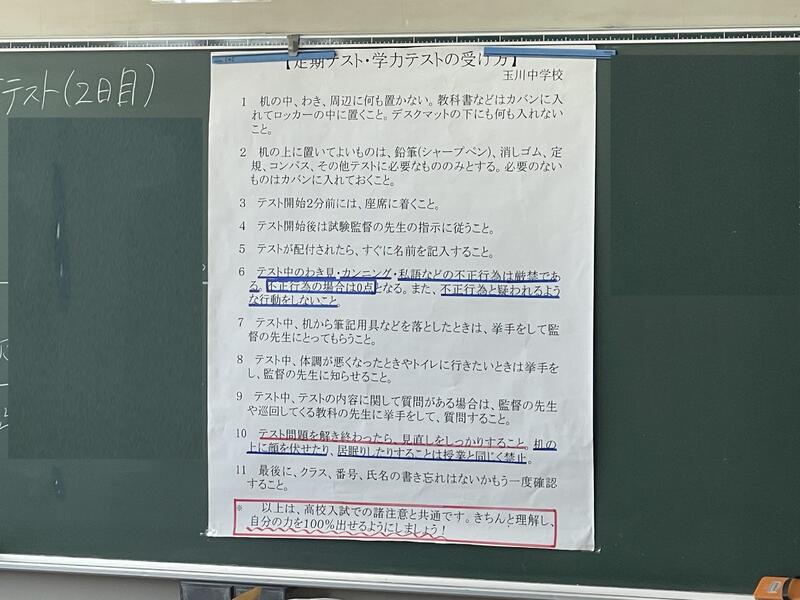 テスト(2日目)
【定期テスト・学力テストの受け方】
玉川中学校
1 机の中、わき、周辺に何も置かない。教科書などはカバンに入
れてロッカーの中に置くこと。デスクマットの下にも何も入れない
こと。
2 机の上に置いてよいものは、鉛筆(シャープペン)、消しゴム、定
規、コンパス、その他テストに必要なもののみとする。必要のない
ものはカバンに入れておくこと。
3 テスト開始2分前には、座席に着くこと。
4 テスト開始後は試験監督の先生の指示に従うこと。
5 テストが配付されたら、すぐに名前を記入すること。
6 テスト中のわき見・カンニング・私語などの不正行為は厳禁であ
る。不正行為の場合は0点となる。また、不正行為と疑われるような
行動をしないこと。
7 テスト中、机から筆記用具などを落としたときは、挙手をして監
督の先生にとってもらうこと。
8 テスト中、体調が悪くなったときやトイレに行きたいときは挙手を
し、監督の先生に知らせること。
9 テスト中、テストの内容に関して質問がある場合は、監督の先生
や巡回してくる教科の先生に挙手をして、質問すること。
10 テスト問題を解き終わったら、見直しをしっかりすること。机の
上に顔を伏せたり、居眠りしたりすることは授業と同じく禁止。
11 最後に、クラス、番号、氏名の書き忘れはないかもう一度確認
すること。
※ 以上は、高校入試での諸注意と共通です。きちんと理解し、
自分の力を100%出せるようにしましょう!